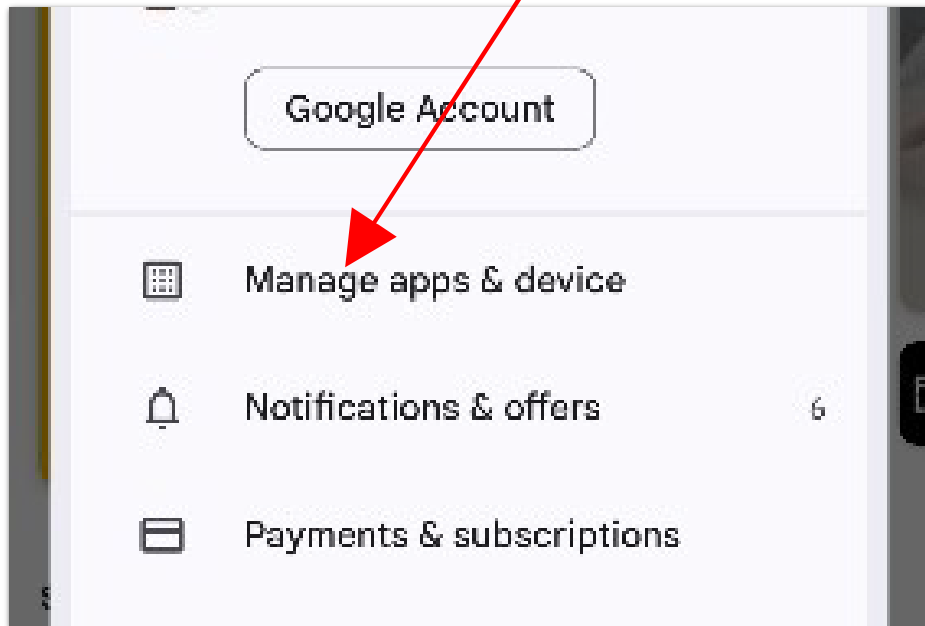 Google Account
Manage apps & device
Notifications & offers 6
Payments & subscriptions